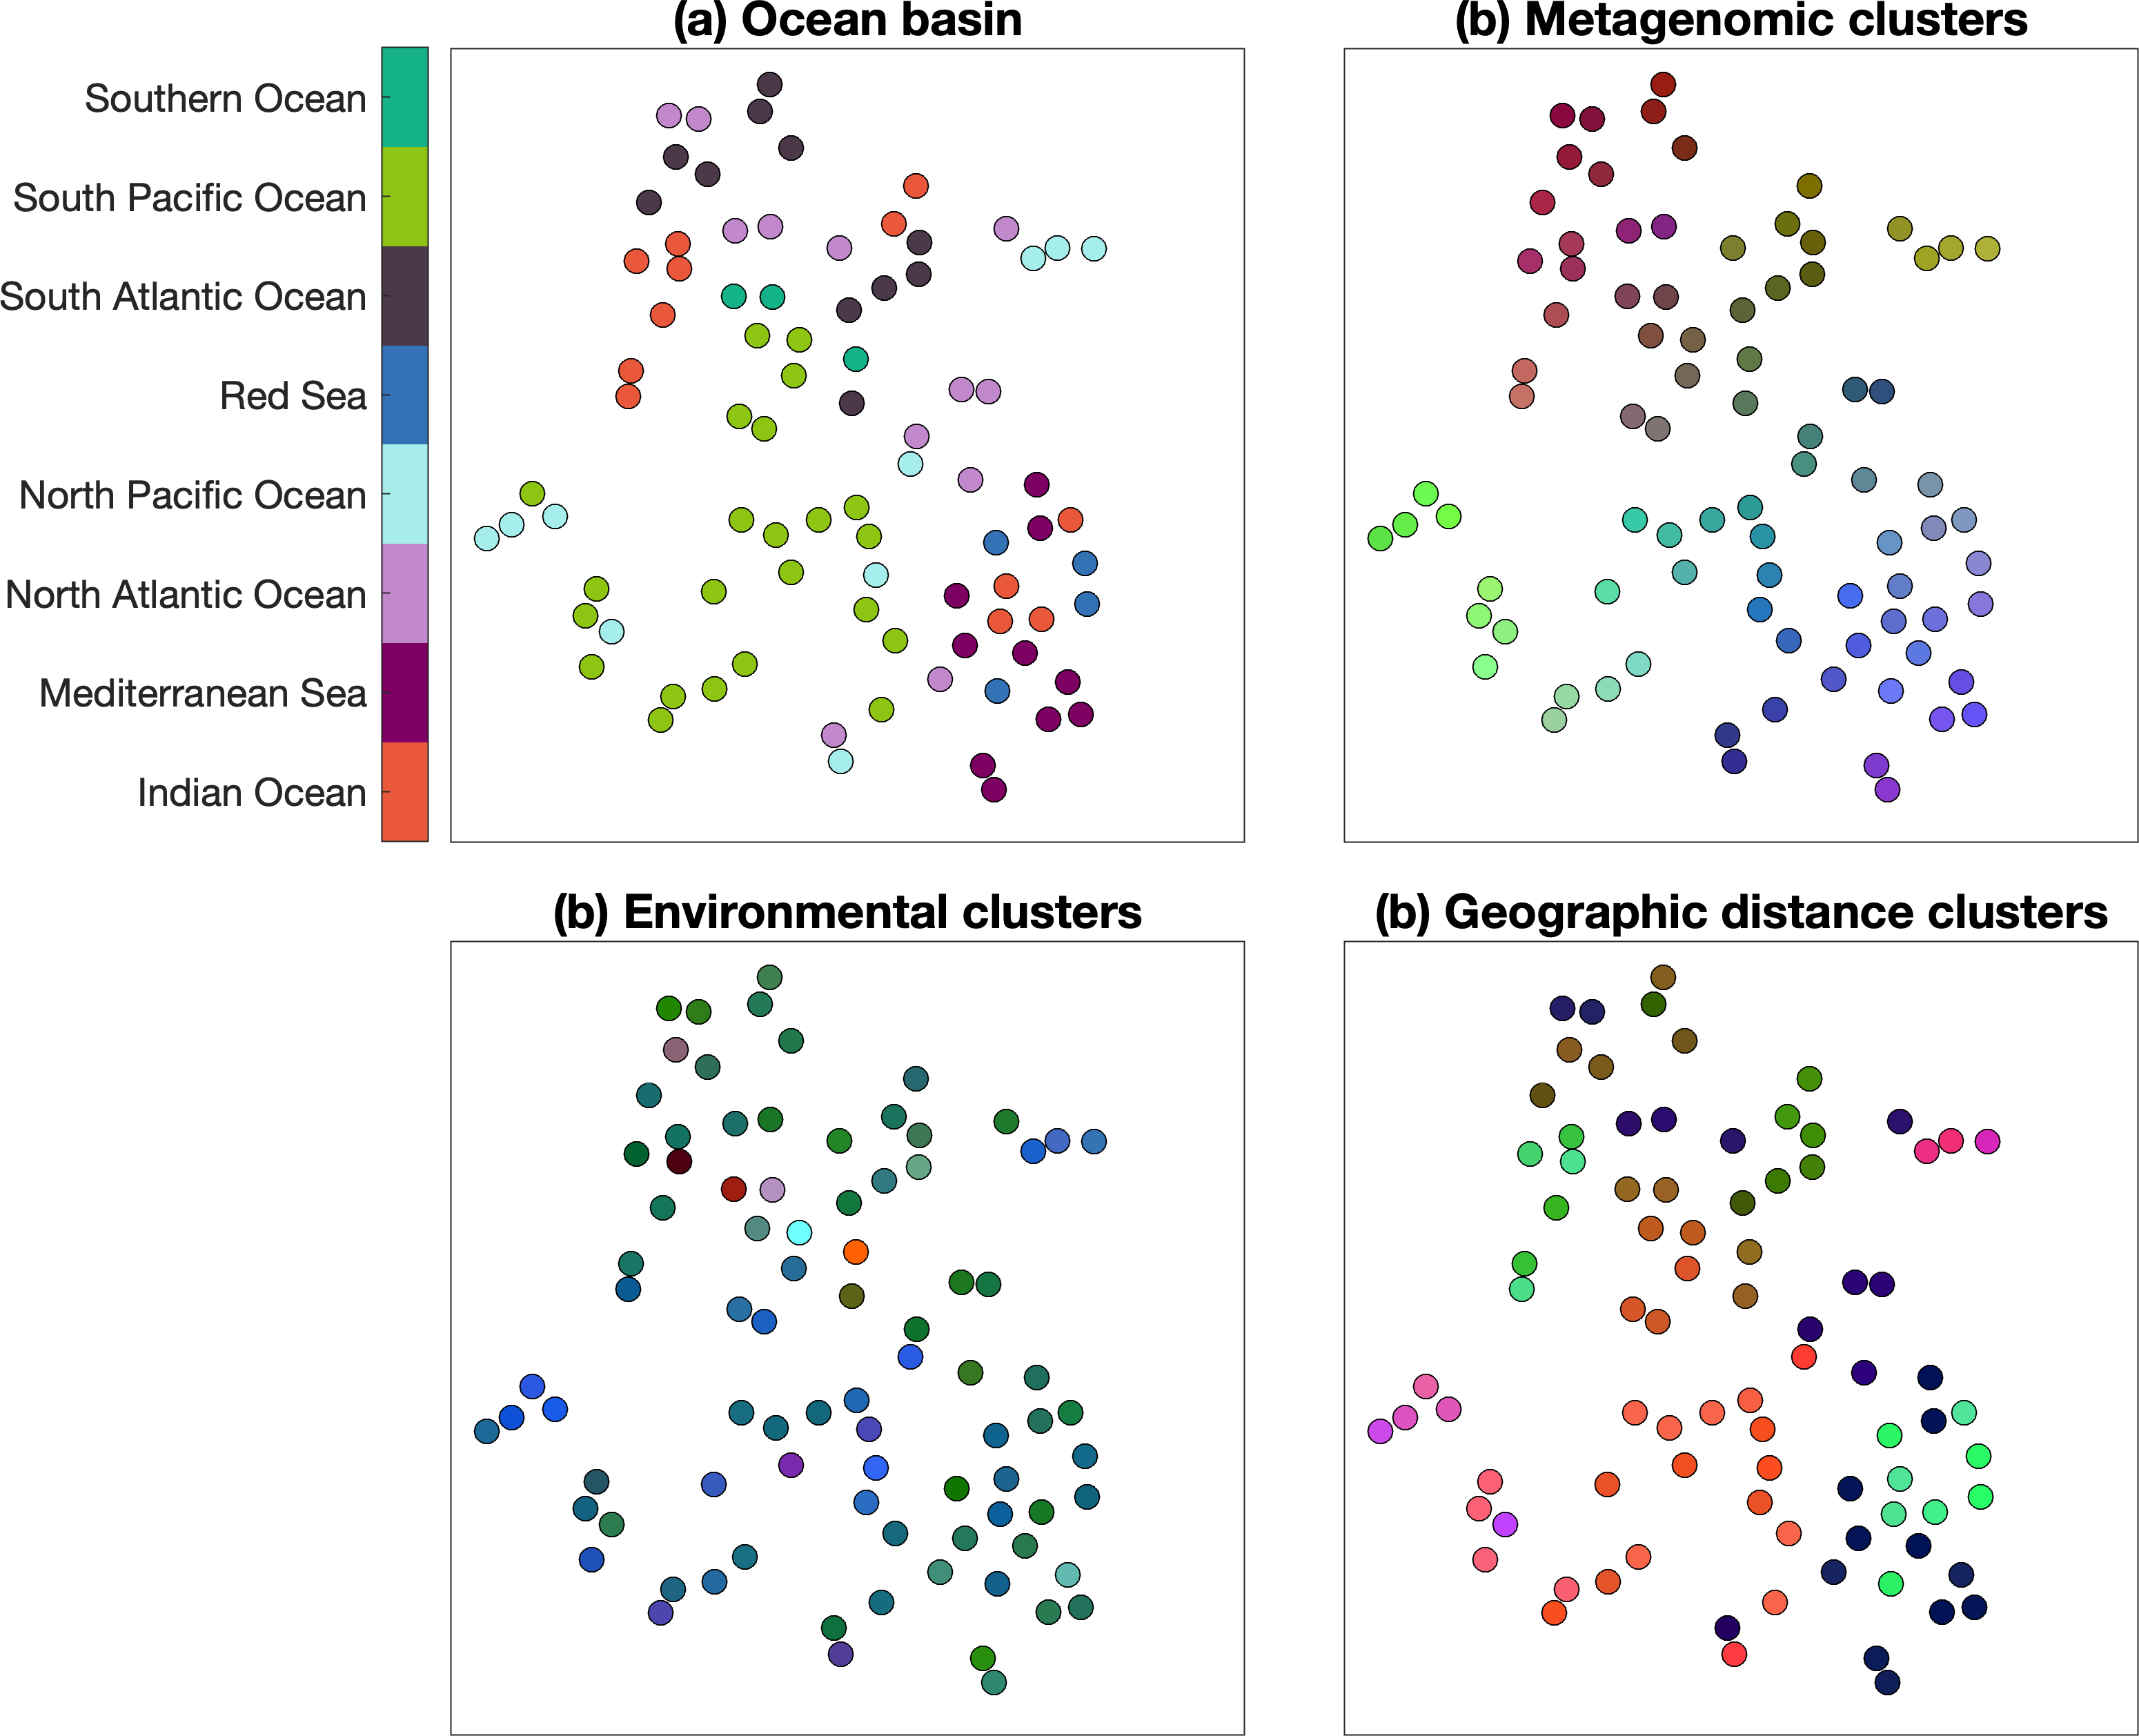 (a) Ocean basin
(b) Metagenomic clusters
Southern Ocean
South Pacific Ocean
South Atlantic Ocean
Red Sea
North Pacific Ocean
North Atlantic Ocean
Mediterranean Sea
Indian Ocean
(b) Environmental clusters
(b) Geographic distance clusters